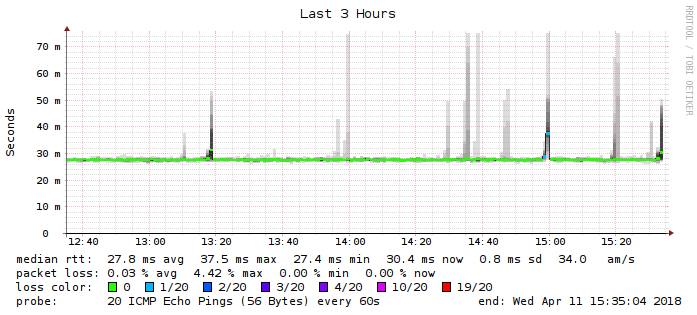 Last 3 Hours
RRDTOOL / TOBI OETIKER
Seconds
70 m
60 m
50 m
40 m
30 m
20 m
10 m
0
12:40 13:00 13:20 13:40 14:00 14:20 14:40 15:00 15:20
median rtt: 27.8 ms avg 37.5 ms max 27.4 ms min 30.4 ms now 0.8 ms sd 34.0 am/s
packet loss: 0.03 % avg 4.42 % max 0.00 % min 0.00 % now
loss color: 0 1/20 2/20 3/20 4/20 10/20 19/20
probe: 20 ICMP Echo Pings (56 Bytes) every 60s end: Wed Apr 11 15:35:04 2018